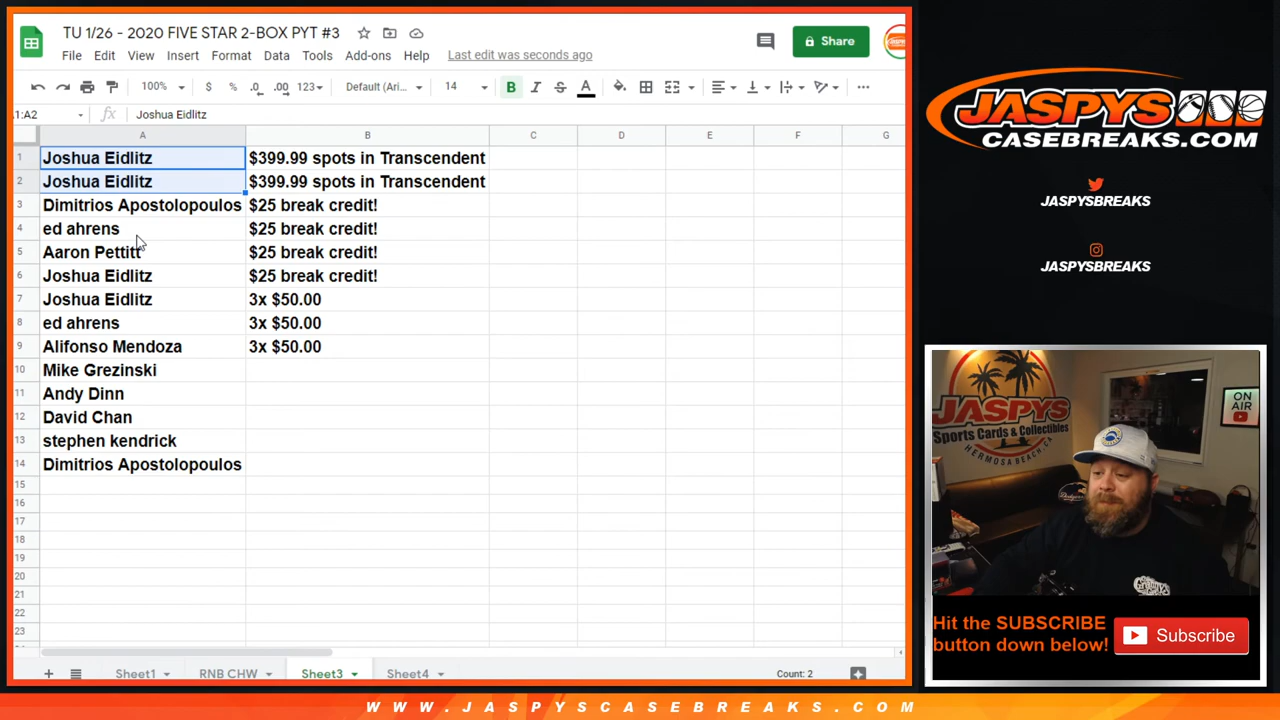 TU 1/26 - 2020 FIVE STAR 2-BOX PYT #3
File Edit View Insert Format Data Tools Add-ons Help Last edit was seconds ago
Share
100% $ % .0 .00 123 Default (Ari... 14 B I S A
1:A2 fx Joshua Eidlitz
A B C D E F G
1 Joshua Eidlitz $399.99 spots in Transcendent
2 Joshua Eidlitz $399.99 spots in Transcendent
3 Dimitrios Apostolopoulos $25 break credit!
4 ed ahrens $25 break credit!
5 Aaron Pettitt $25 break credit!
6 Joshua Eidlitz $25 break credit!
7 Joshua Eidlitz 3x $50.00
8 ed ahrens 3x $50.00
9 Alifonso Mendoza 3x $50.00
10 Mike Grezinski
11 Andy Dinn
12 David Chan
13 stephen kendrick
14 Dimitrios Apostolopoulos
15
16
17
18
19
20
21
22
23
Sheet1 RNB CHW Sheet3 Sheet4 Count: 2
JASPYS
CASEBREAKS.COM
JASPYSBREAKS
JASPYSBREAKS
JASPYS
Sports Cards & Collectibles
HERMOSA BEACH, CA
ON
AIR
Hit the SUBSCRIBE
button down below!
Subscribe
WWW.JASPYSCASEBREAKS.COM